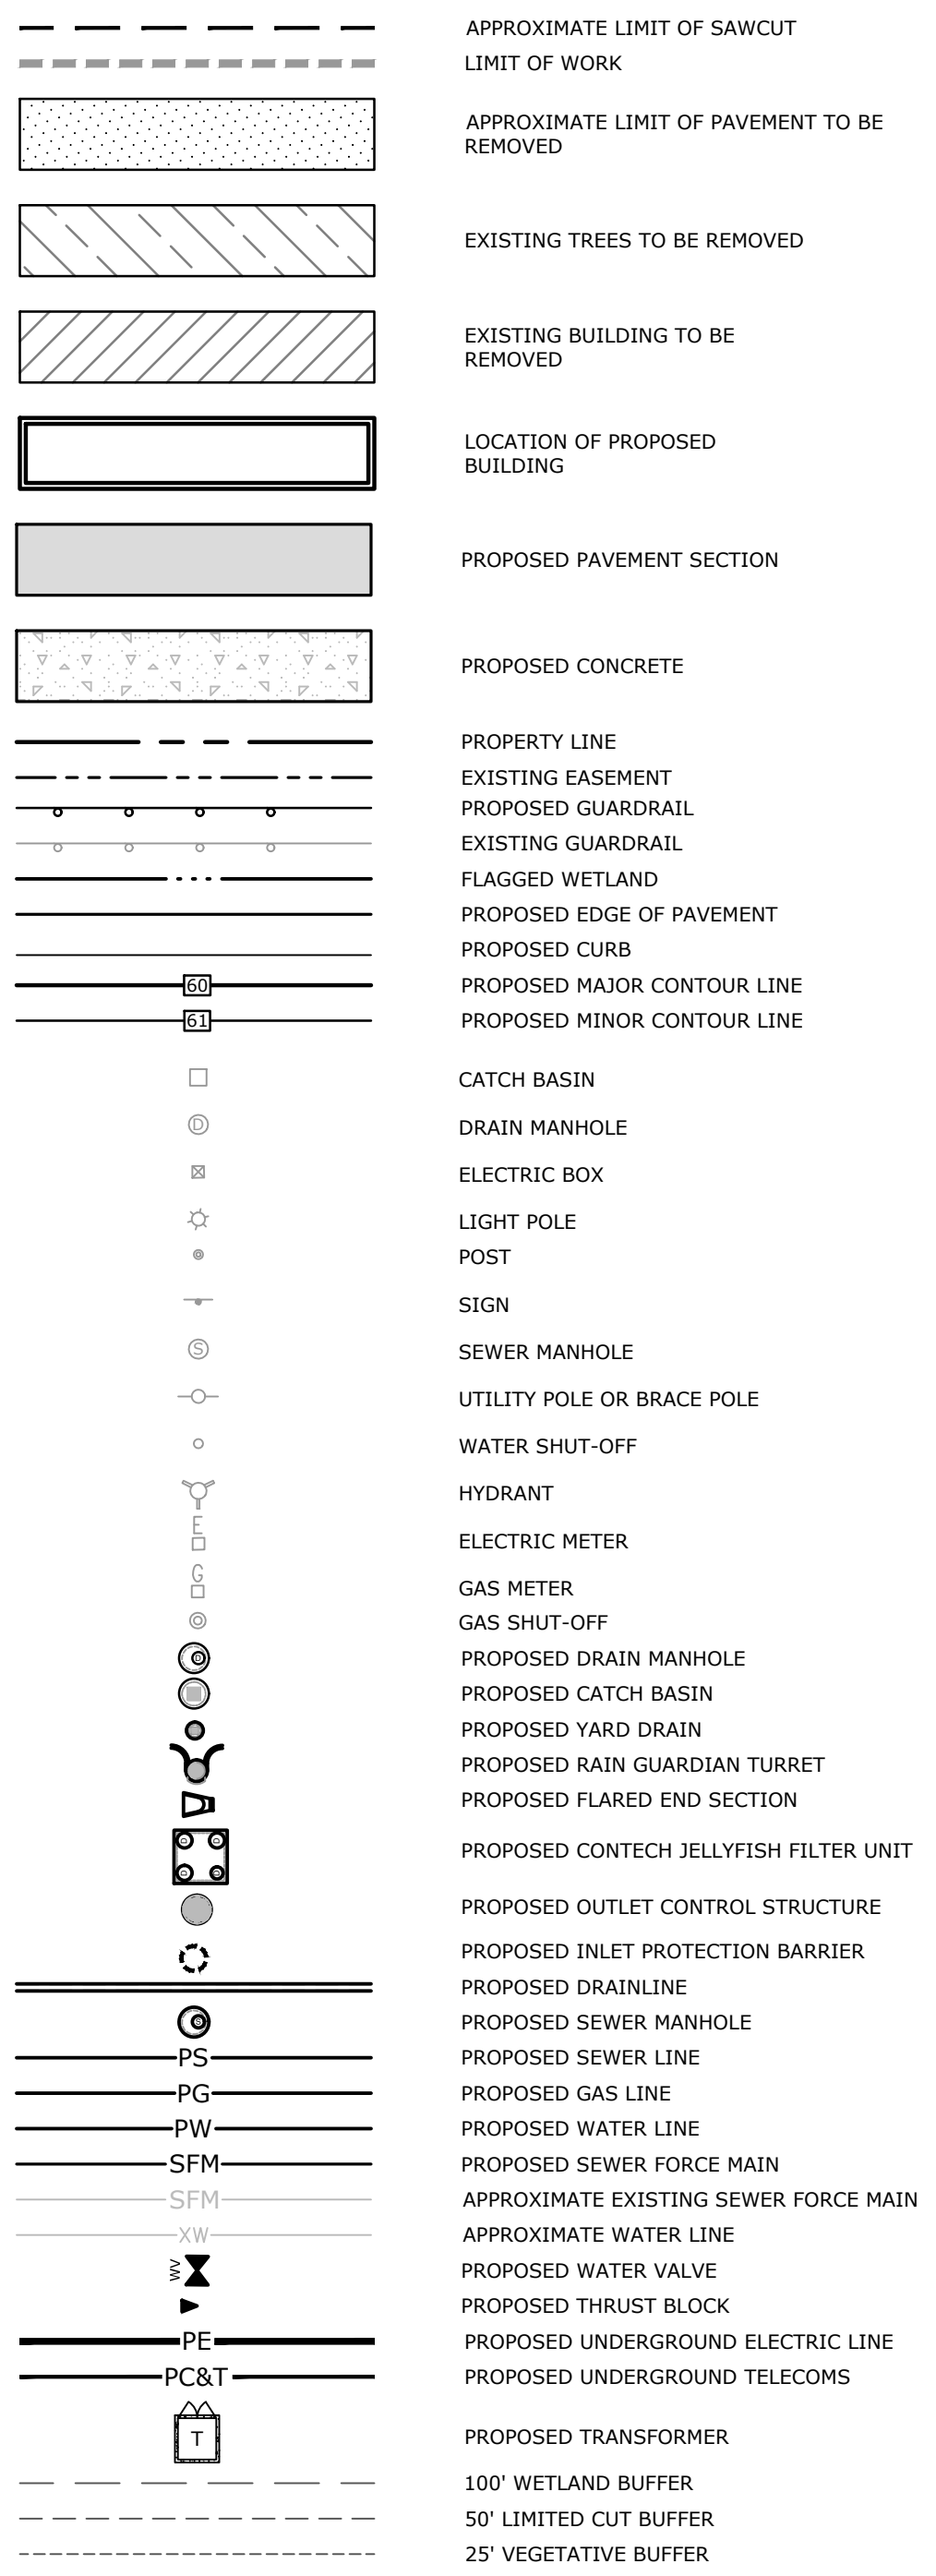 APPROXIMATE LIMIT OF SAWCUT
LIMIT OF WORK
APPROXIMATE LIMIT OF PAVEMENT TO BE
REMOVED
EXISTING TREES TO BE REMOVED
EXISTING BUILDING TO BE
REMOVED
LOCATION OF PROPOSED
BUILDING
PROPOSED PAVEMENT SECTION
PROPOSED CONCRETE
PROPERTY LINE
EXISTING EASEMENT
PROPOSED GUARDRAIL
EXISTING GUARDRAIL
FLAGGED WETLAND
PROPOSED EDGE OF PAVEMENT
PROPOSED CURB
60 PROPOSED MAJOR CONTOUR LINE
61 PROPOSED MINOR CONTOUR LINE
CATCH BASIN
D DRAIN MANHOLE
ELECTRIC BOX
LIGHT POLE
POST
SIGN
S SEWER MANHOLE
UTILITY POLE OR BRACE POLE
WATER SHUT-OFF
HYDRANT
E ELECTRIC METER
G GAS METER
GAS SHUT-OFF
D PROPOSED DRAIN MANHOLE
PROPOSED CATCH BASIN
PROPOSED YARD DRAIN
PROPOSED RAIN GUARDIAN TURRET
PROPOSED FLARED END SECTION
D D D D PROPOSED CONTECH JELLYFISH FILTER UNIT
PROPOSED OUTLET CONTROL STRUCTURE
PROPOSED INLET PROTECTION BARRIER
PROPOSED DRAINLINE
S PROPOSED SEWER MANHOLE
PS PROPOSED SEWER LINE
PG PROPOSED GAS LINE
PW PROPOSED WATER LINE
SFM PROPOSED SEWER FORCE MAIN
SFM APPROXIMATE EXISTING SEWER FORCE MAIN
XW APPROXIMATE WATER LINE
WV PROPOSED WATER VALVE
PROPOSED THRUST BLOCK
PE PROPOSED UNDERGROUND ELECTRIC LINE
PC&T PROPOSED UNDERGROUND TELECOMS
T PROPOSED TRANSFORMER
100' WETLAND BUFFER
50' LIMITED CUT BUFFER
25' VEGETATIVE BUFFER